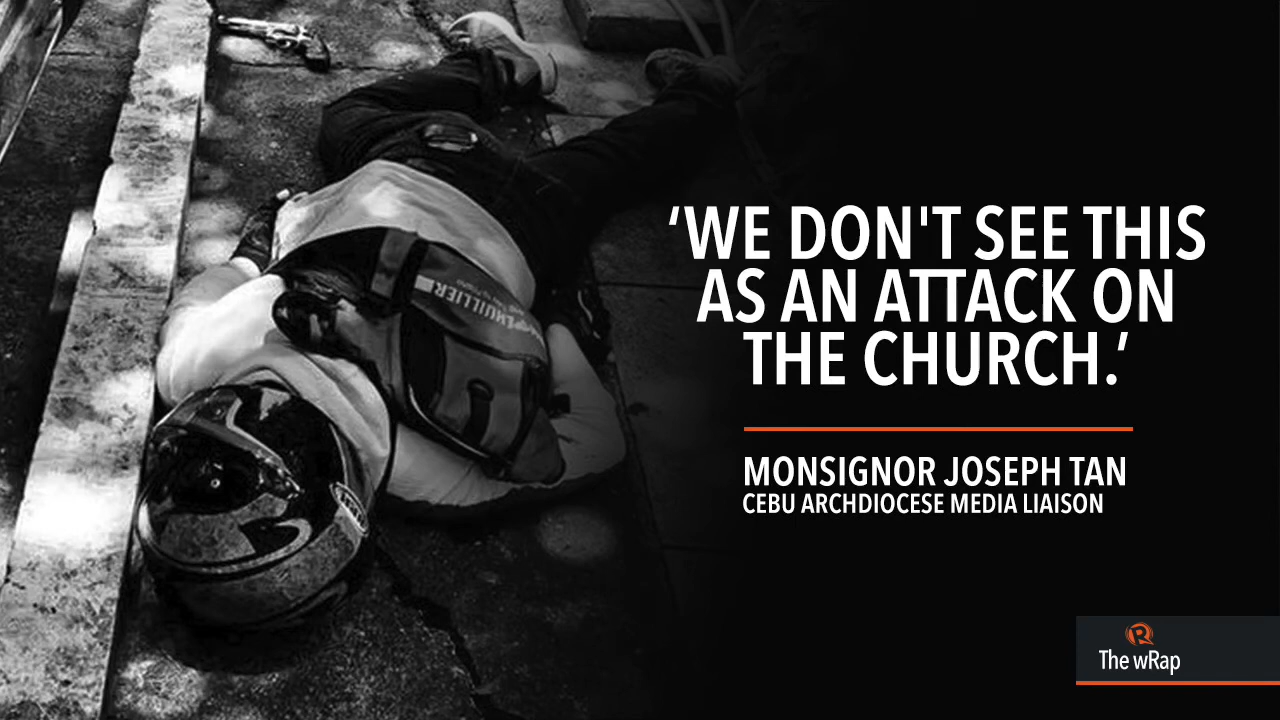 ‘WE DON'T SEE THIS
AS AN ATTACK ON
THE CHURCH.’
MONSIGNOR JOSEPH TAN
CEBU ARCHDIOCESE MEDIA LIAISON
The wRap